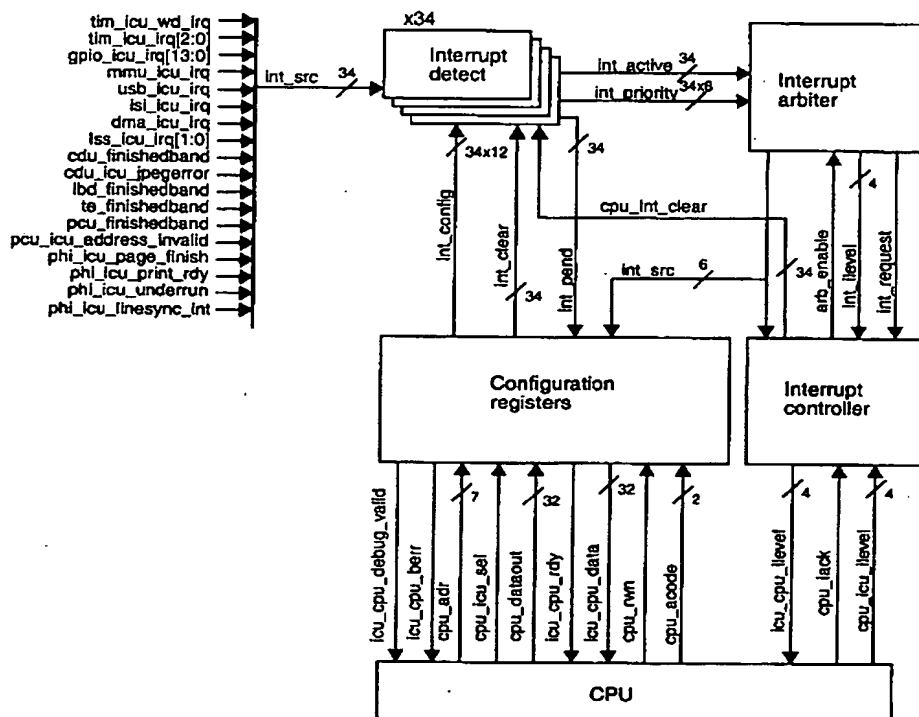 tim_icu_wd_irq
tim_icu_irq[2:0]
gpio_icu_irq[13:0]
mmu_icu_irq
usb_icu_irq
isi_icu_irq
dma_icu_irq
lss_icu_irq[1:0]
cdu_finishedband
cdu_icu_jpegerror
lbd_finishedband
te_finishedband
pcu_finishedband
pcu_icu_address_invalid
phi_icu_page_finish
phi_icu_print_rdy
phi_icu_underrun
phi_icu_linesync_int
int_src
34
x34
Interrupt
detect
int_active
34
int_priority
34x8
Interrupt
arbiter
34x12
34
4
int_config
int_clear
34
int_pend
cpu_int_clear
int_src
6
34
arb_enable
int_ilevel
int_request
Configuration
registers
Interrupt
controller
7
32
32
2
4
4
icu_cpu_debug_valid
icu_cpu_berr
cpu_adr
cpu_icu_sel
cpu_dataout
icu_cpu_rdy
icu_cpu_data
cpu_rwn
cpu_acode
icu_cpu_ilevel
cpu_iack
cpu_icu_ilevel
CPU